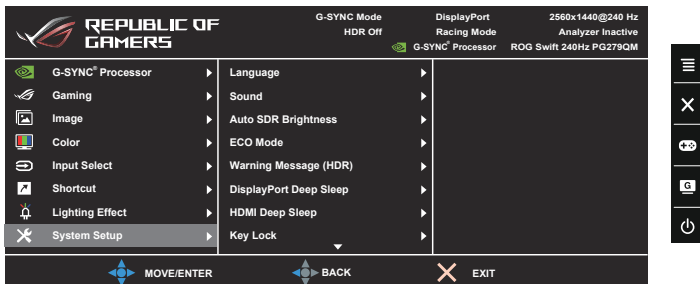 REPUBLIC OF
GAMERS
G-SYNC Mode DisplayPort 2560x1440@240 Hz
HDR Off Racing Mode Analyzer Inactive
G-SYNC® Processor ROG Swift 240Hz PG279QM
G-SYNC® Processor
Gaming
Image
Color
Input Select
Shortcut
Lighting Effect
System Setup
Language
Sound
Auto SDR Brightness
ECO Mode
Warning Message (HDR)
DisplayPort Deep Sleep
HDMI Deep Sleep
Key Lock
MOVE/ENTER BACK EXIT
G